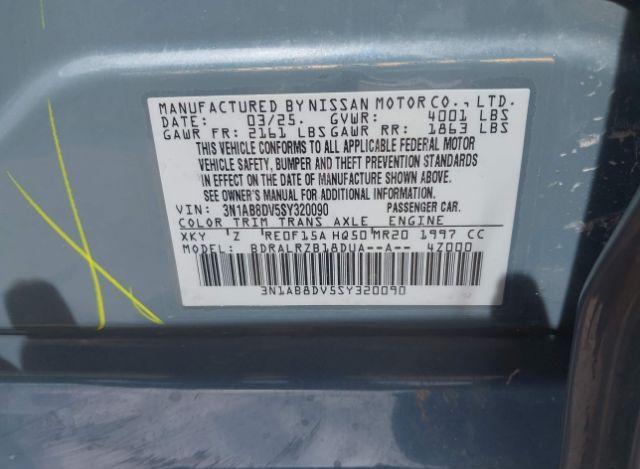 MANUFACTURED BY NISSAN MOTOR CO., LTD.
DATE: 03/25. GVWR: 4001 LBS
GAWR FR: 2161 LBS GAWR RR: 1863 LBS
THIS VEHICLE CONFORMS TO ALL APPLICABLE FEDERAL MOTOR
VEHICLE SAFETY, BUMPER AND THEFT PREVENTION STANDARDS
IN EFFECT ON THE DATE OF MANUFACTURE SHOWN ABOVE.
SEE OWNER'S MANUAL FOR ADDITIONAL INFORMATION.
VIN: 3N1AB8DV5SY320090 PASSENGER CAR.
COLOR TRIM TRANS AXLE ENGINE
XKY 'Z 'RE0F15A HQ50 MR20 1997 CC
MODEL: BDRALRZB18DUA--A-- 4Z000
3N1AB8DV5SY320090